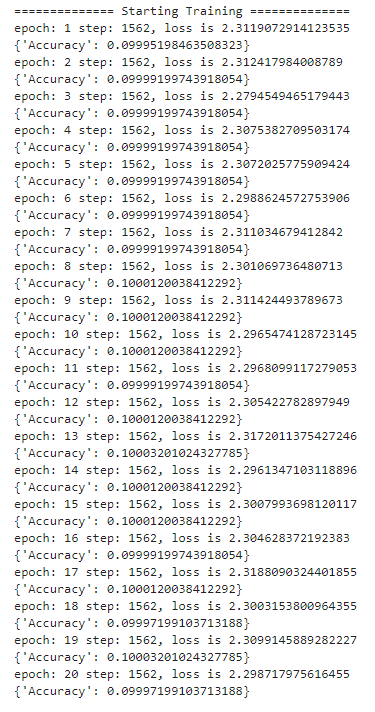 ============== Starting Training ==============
epoch: 1 step: 1562, loss is 2.3119072914123535
{'Accuracy': 0.09995198463508323}
epoch: 2 step: 1562, loss is 2.312417984008789
{'Accuracy': 0.09999199743918054}
epoch: 3 step: 1562, loss is 2.2794549465179443
{'Accuracy': 0.09999199743918054}
epoch: 4 step: 1562, loss is 2.3075382709503174
{'Accuracy': 0.09999199743918054}
epoch: 5 step: 1562, loss is 2.3072025775909424
{'Accuracy': 0.09999199743918054}
epoch: 6 step: 1562, loss is 2.2988624572753906
{'Accuracy': 0.09999199743918054}
epoch: 7 step: 1562, loss is 2.311034679412842
{'Accuracy': 0.09999199743918054}
epoch: 8 step: 1562, loss is 2.301069736480713
{'Accuracy': 0.1000120038412292}
epoch: 9 step: 1562, loss is 2.311424493789673
{'Accuracy': 0.1000120038412292}
epoch: 10 step: 1562, loss is 2.2965474128723145
{'Accuracy': 0.1000120038412292}
epoch: 11 step: 1562, loss is 2.2968099117279053
{'Accuracy': 0.09999199743918054}
epoch: 12 step: 1562, loss is 2.305422782897949
{'Accuracy': 0.1000120038412292}
epoch: 13 step: 1562, loss is 2.3172011375427246
{'Accuracy': 0.10003201024327785}
epoch: 14 step: 1562, loss is 2.2961347103118896
{'Accuracy': 0.1000120038412292}
epoch: 15 step: 1562, loss is 2.3007993698120117
{'Accuracy': 0.1000120038412292}
epoch: 16 step: 1562, loss is 2.304628372192383
{'Accuracy': 0.09999199743918054}
epoch: 17 step: 1562, loss is 2.3188090324401855
{'Accuracy': 0.1000120038412292}
epoch: 18 step: 1562, loss is 2.3003153800964355
{'Accuracy': 0.09997199103713188}
epoch: 19 step: 1562, loss is 2.3099145889282227
{'Accuracy': 0.10003201024327785}
epoch: 20 step: 1562, loss is 2.298717975616455
{'Accuracy': 0.09997199103713188}